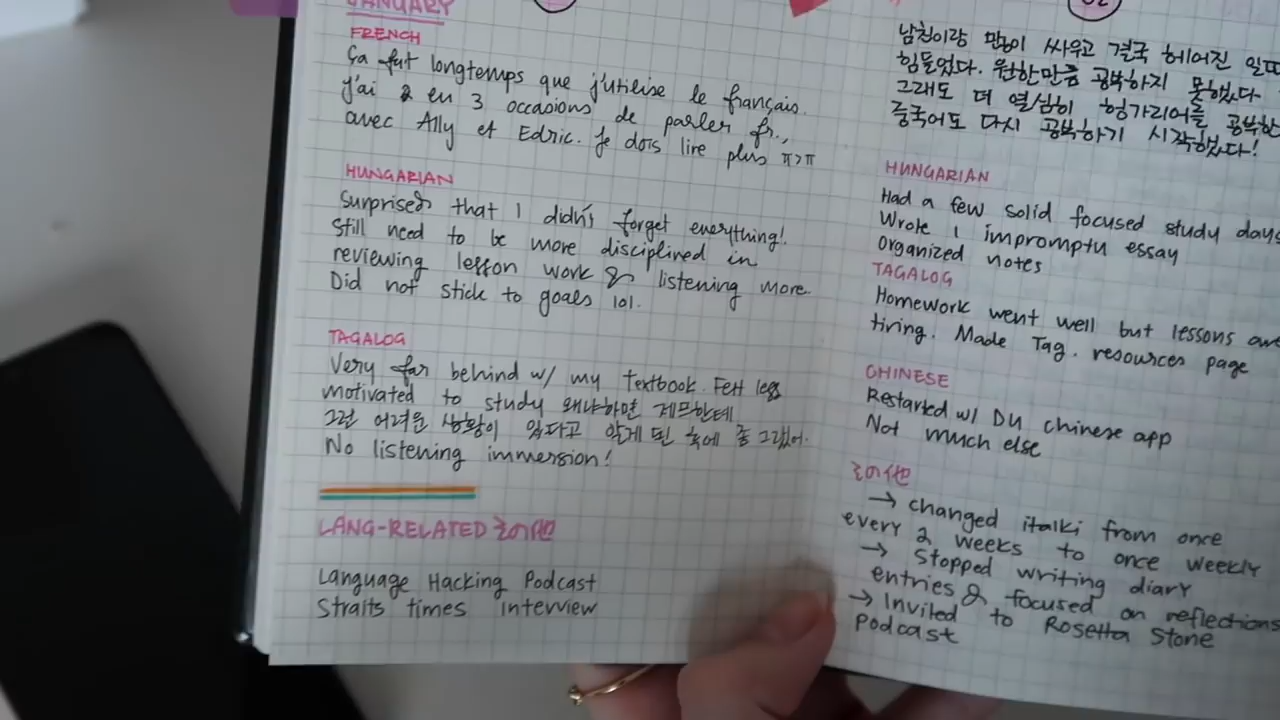 JANUARY
FRENCH
Ça fait longtemps que j'utilise le français.
j'ai 2 eu 3 occasions de parler fr.,
avec Ally et Edric. Je dois lire plus ㅠㅅㅠ
HUNGARIAN
Surprised that I didn't forget everything!
Still need to be more disciplined in
reviewing lesson work & listening more.
Did not stick to goals lol.
TAGALOG
Very far behind w/ my textbook. Felt less
motivated to study 왜냐하면 제프한테
그런 어려운 상황이 있다고 알게 된 후에 좀 그랬어.
No listening immersion!
LANG-RELATED その他
Language Hacking Podcast
Straits times interview
02
남친이랑 많이 싸우고 결국 헤어진 일
힘들었다. 원한만큼 공부하지 못했다
그래도 더 열심히 헝가리어를 공부한
중국어도 다시 공부하기 시작했다!
HUNGARIAN
Had a few solid focused study days
Wrote 1 impromptu essay
Organized notes
TAGALOG
Homework went well but lessons are
tiring. Made Tag. resources page
CHINESE
Restarted w/ DU chinese app
Not much else
その他
→ changed italki from once
every 2 weeks to once weekly
→ Stopped writing diary
entries & focused on reflections
→ Invited to Rosetta Stone
podcast